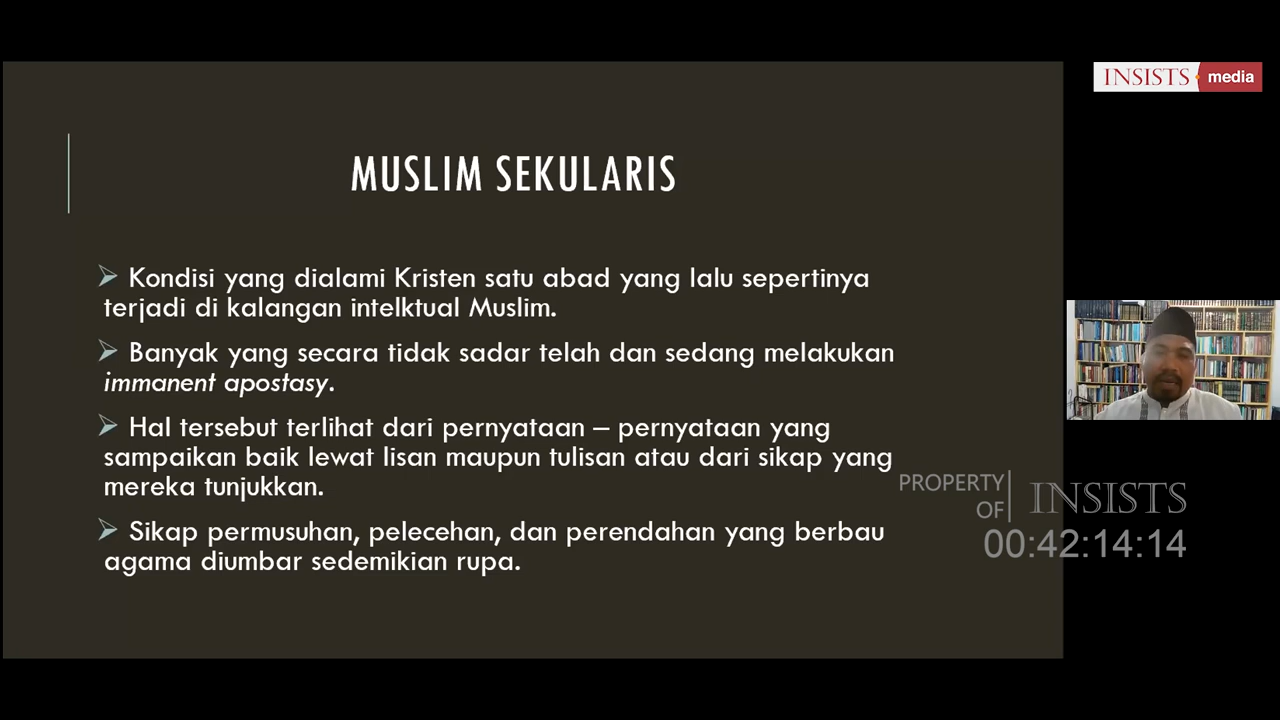 INSISTS media
MUSLIM SEKULARIS
➢ Kondisi yang dialami Kristen satu abad yang lalu sepertinya
terjadi di kalangan intelktual Muslim.
➢ Banyak yang secara tidak sadar telah dan sedang melakukan
immanent apostasy.
➢ Hal tersebut terlihat dari pernyataan – pernyataan yang
sampaikan baik lewat lisan maupun tulisan atau dari sikap yang
mereka tunjukkan.
➢ Sikap permusuhan, pelecehan, dan perendahan yang berbau
agama diumbar sedemikian rupa.
PROPERTY
OF INSISTS
00:42:14:14